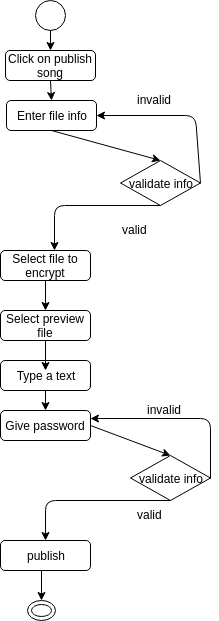 Click on publish
song
invalid
Enter file info
validate info
valid
Select file to
encrypt
Select preview
file
Type a text
invalid
Give password
validate info
valid
publish